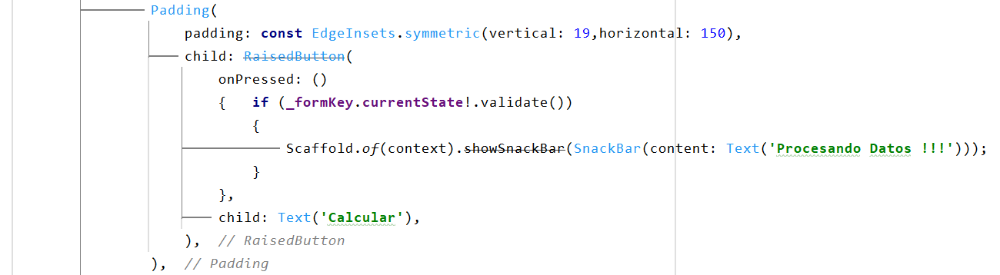 Padding(
padding: const EdgeInsets.symmetric(vertical: 19,horizontal: 150),
child: RaisedButton(
onPressed: ()
{   if (_formKey.currentState!.validate())
{
Scaffold.of(context).showSnackBar(SnackBar(content: Text('Procesando Datos !!!')));
}
},
child: Text('Calcular'),
),  // RaisedButton
),  // Padding